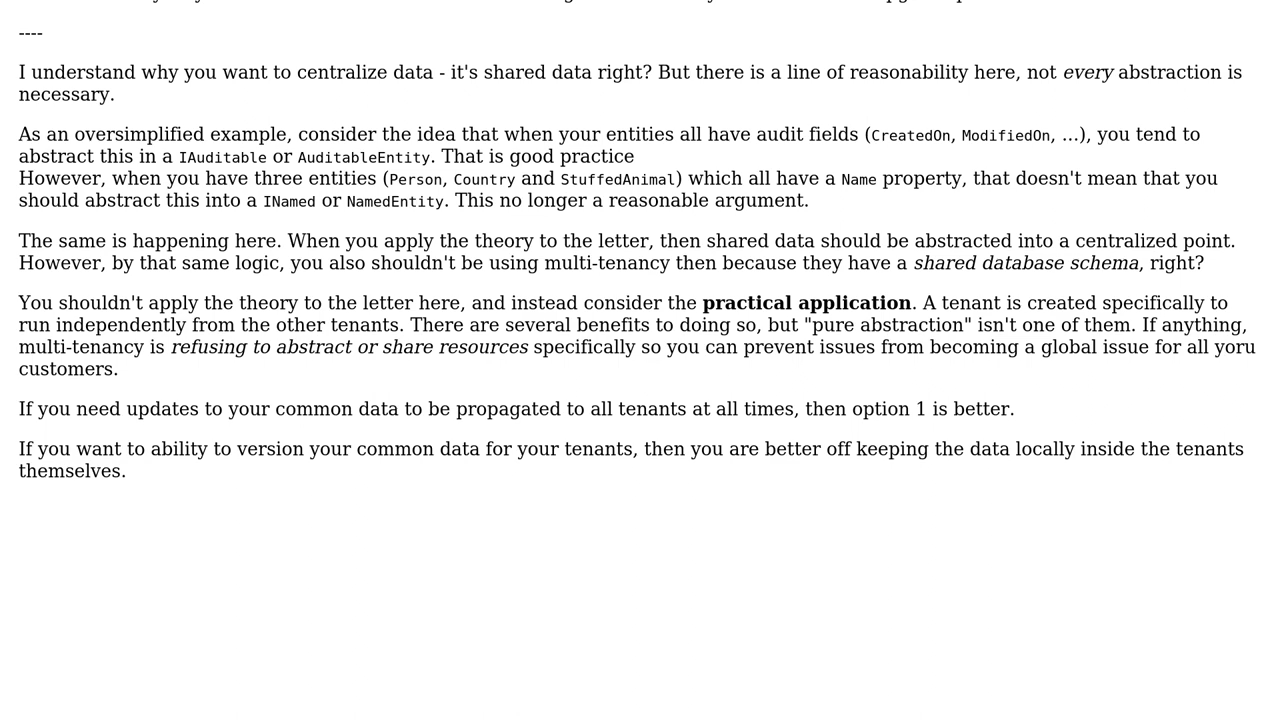 ----
I understand why you want to centralize data - it's shared data right? But there is a line of reasonability here, not every abstraction is
necessary.
As an oversimplified example, consider the idea that when your entities all have audit fields (CreatedOn, ModifiedOn, ...), you tend to
abstract this in a IAuditable or AuditableEntity. That is good practice
However, when you have three entities (Person, Country and StuffedAnimal) which all have a Name property, that doesn't mean that you
should abstract this into a INamed or NamedEntity. This no longer a reasonable argument.
The same is happening here. When you apply the theory to the letter, then shared data should be abstracted into a centralized point.
However, by that same logic, you also shouldn't be using multi-tenancy then because they have a shared database schema, right?
You shouldn't apply the theory to the letter here, and instead consider the practical application. A tenant is created specifically to
run independently from the other tenants. There are several benefits to doing so, but "pure abstraction" isn't one of them. If anything,
multi-tenancy is refusing to abstract or share resources specifically so you can prevent issues from becoming a global issue for all yoru
customers.
If you need updates to your common data to be propagated to all tenants at all times, then option 1 is better.
If you want to ability to version your common data for your tenants, then you are better off keeping the data locally inside the tenants
themselves.